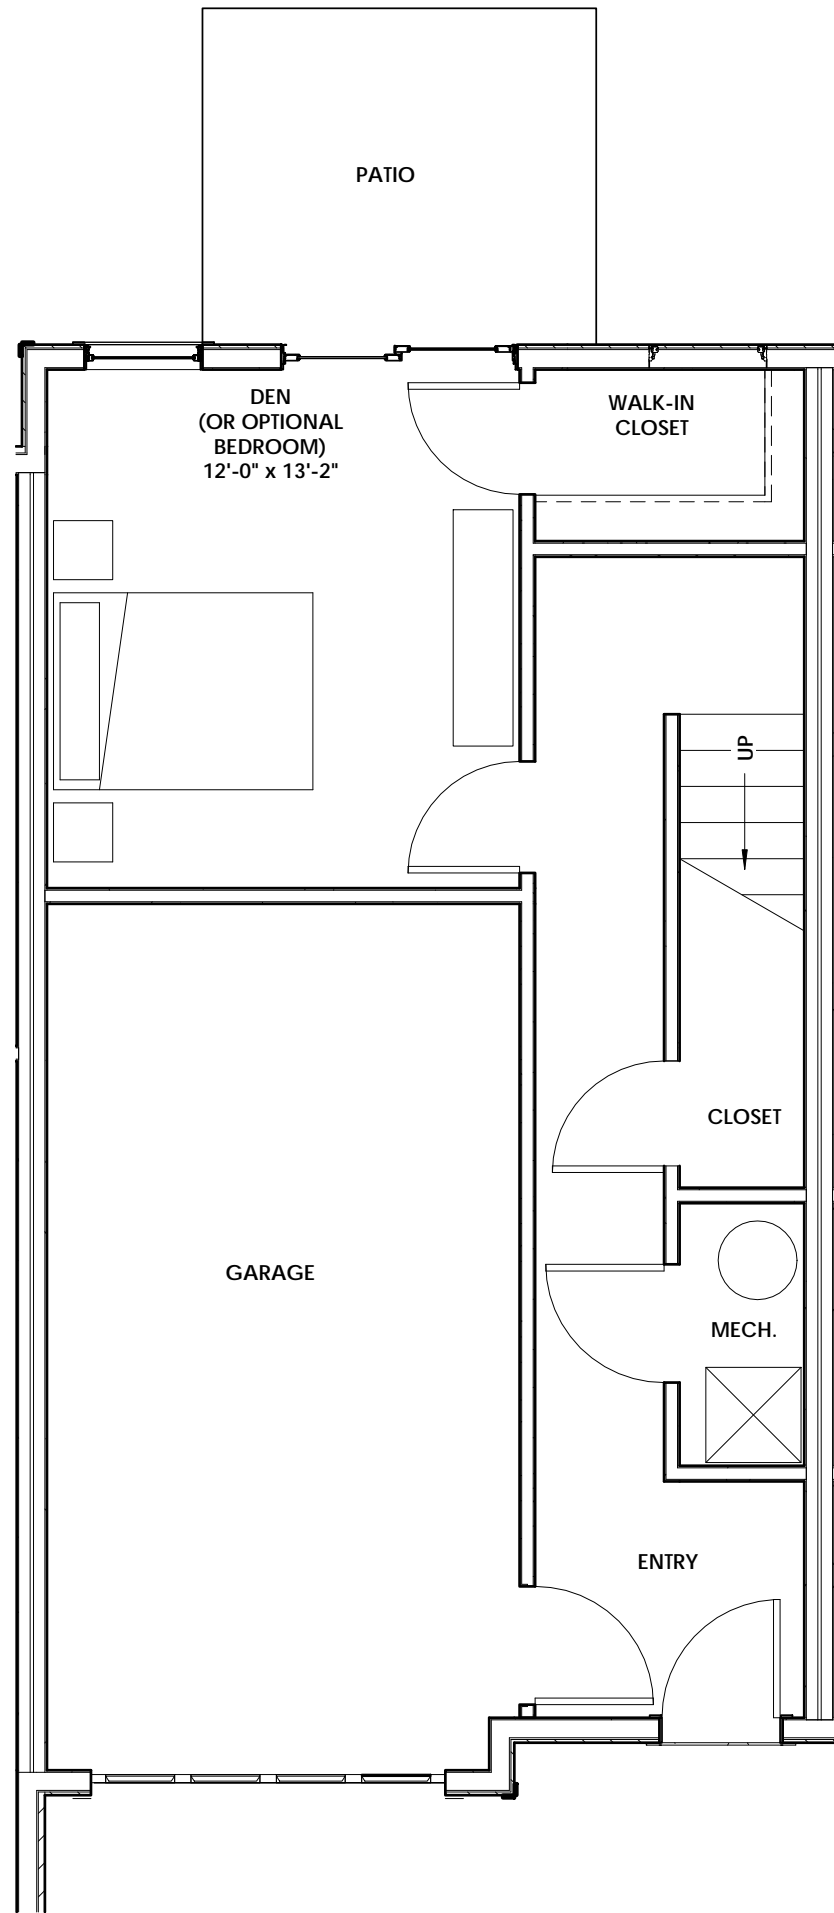 PATIO
DEN
(OR OPTIONAL
BEDROOM)
12'-0" x 13'-2"
WALK-IN
CLOSET
UP
CLOSET
GARAGE
MECH.
ENTRY